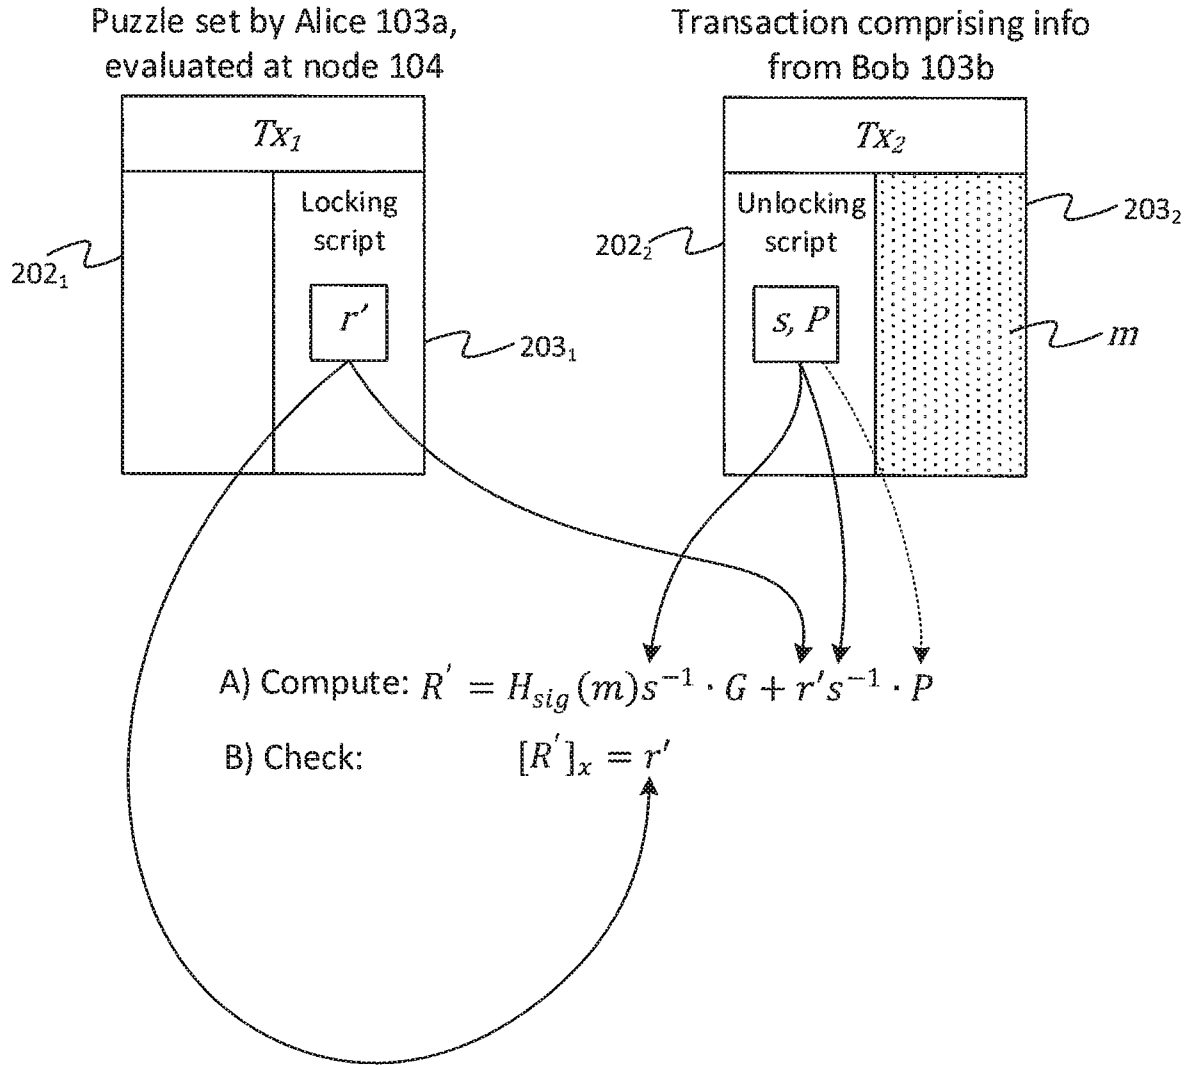 Puzzle set by Alice 103a,
evaluated at node 104
Transaction comprising info
from Bob 103b
Tx₁
Tx₂
Locking
script
Unlocking
script
202₁
203₁
202₂
203₂
r'
s, P
m
A) Compute: R' = H_sig(m)s⁻¹ · G + r's⁻¹ · P
B) Check: [R']ₓ = r'